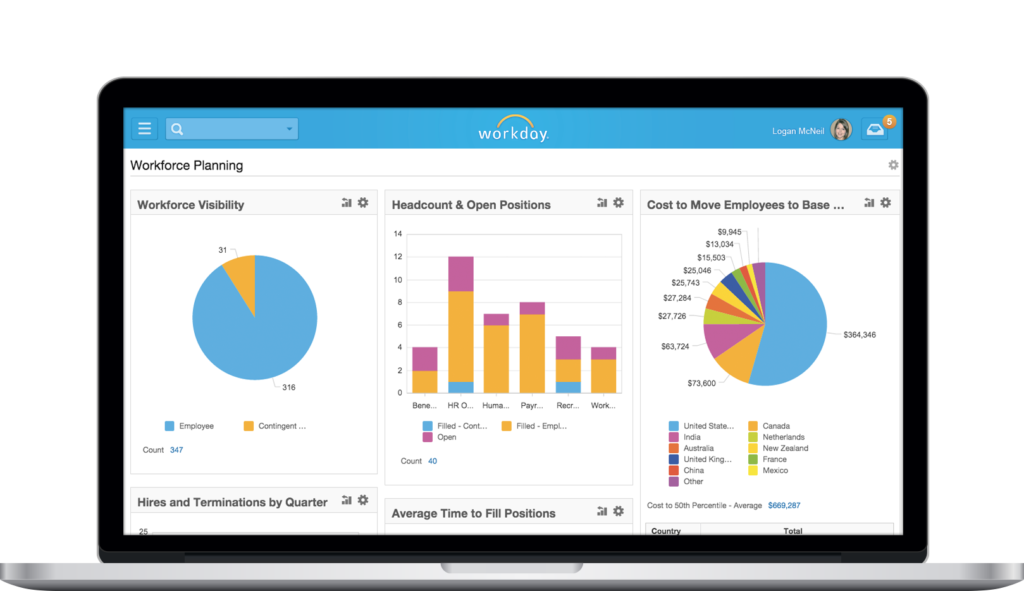 workday.
Logan McNeil
5
Workforce Planning
Workforce Visibility
31
316
Employee
Contingent ...
Count 347
Headcount & Open Positions
14
12
10
8
6
4
2
0
Bene... HR O... Huma... Payr... Recr... Work...
Filled - Cont...
Filled - Empl...
Open
Count 40
Cost to Move Employees to Base ...
$9,945
$13,034
$15,503
$25,046
$25,743
$27,284
$27,726
$63,724
$73,600
$364,346
United State...
Canada
India
Netherlands
Australia
New Zealand
United King...
France
China
Mexico
Other
Cost to 50th Percentile - Average $669,287
Country Total
Hires and Terminations by Quarter
25
Average Time to Fill Positions